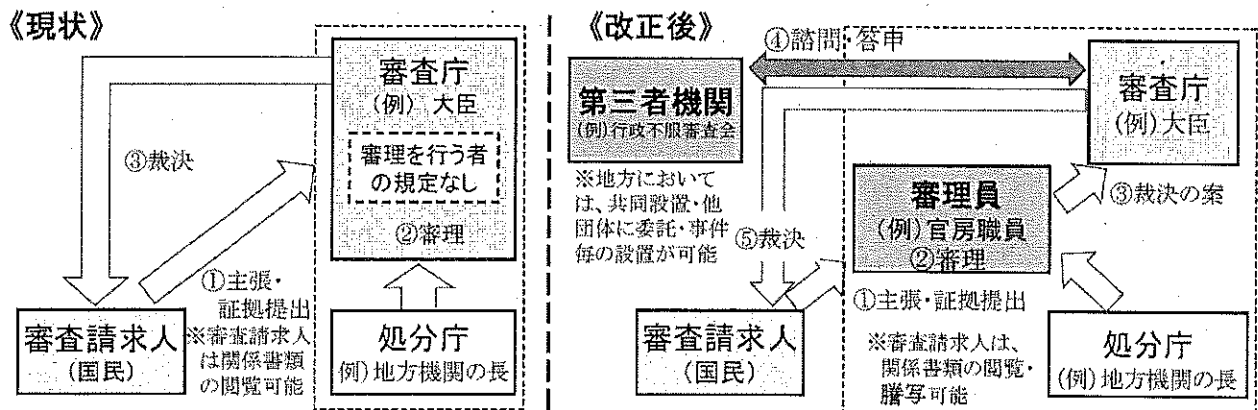 《現状》
審査庁
(例) 大臣
審理を行う者
の規定なし
②審理
③裁決
①主張・
証拠提出
※審査請求人
は関係書類
の閲覧可能
審査請求人
(国民)
処分庁
(例)地方機関の長
《改正後》
④諮問・答申
第三者機関
(例)行政不服審査会
※地方において
は、共同設置・他
団体に委託・事件
毎の設置が可能
審査庁
(例)大臣
審理員
(例)官房職員
②審理
③裁決の案
⑤裁決
①主張・証拠提出
※審査請求人は、
関係書類の閲覧・
謄写可能
審査請求人
(国民)
処分庁
(例)地方機関の長